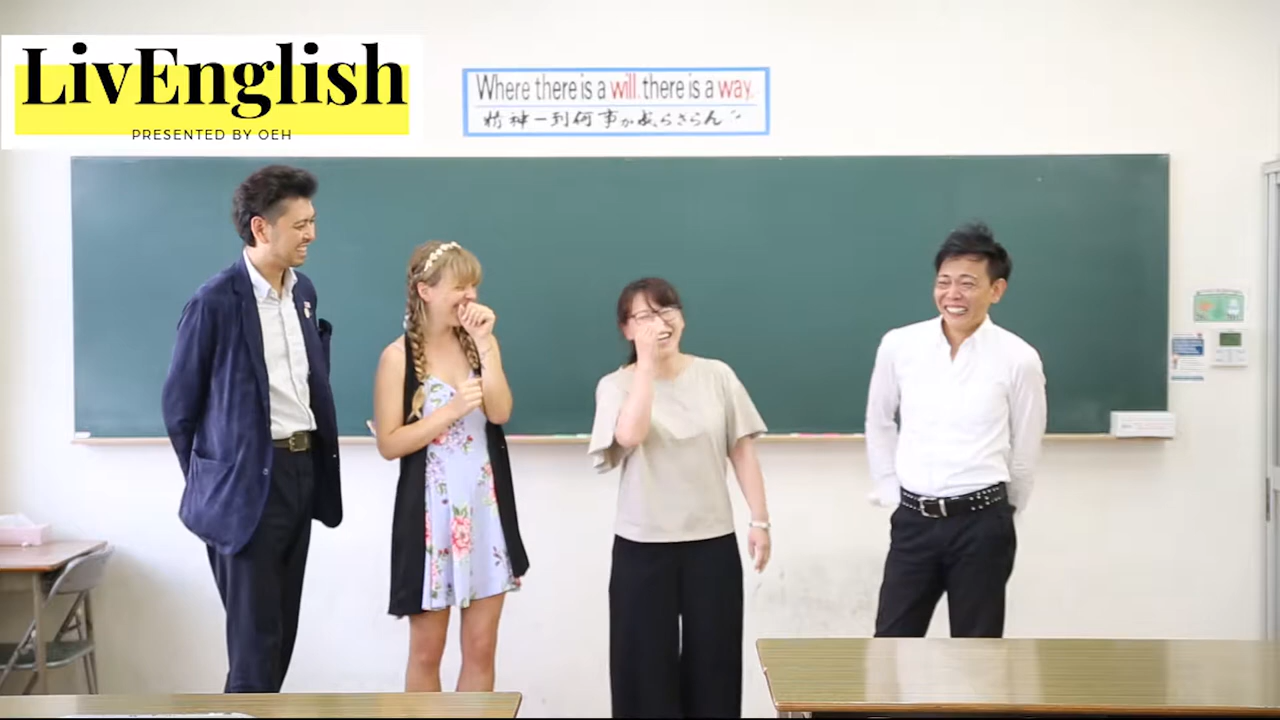 LivEnglish
PRESENTED BY OEH
Where there is a will, there is a way.
精神一到何事か成らざらん